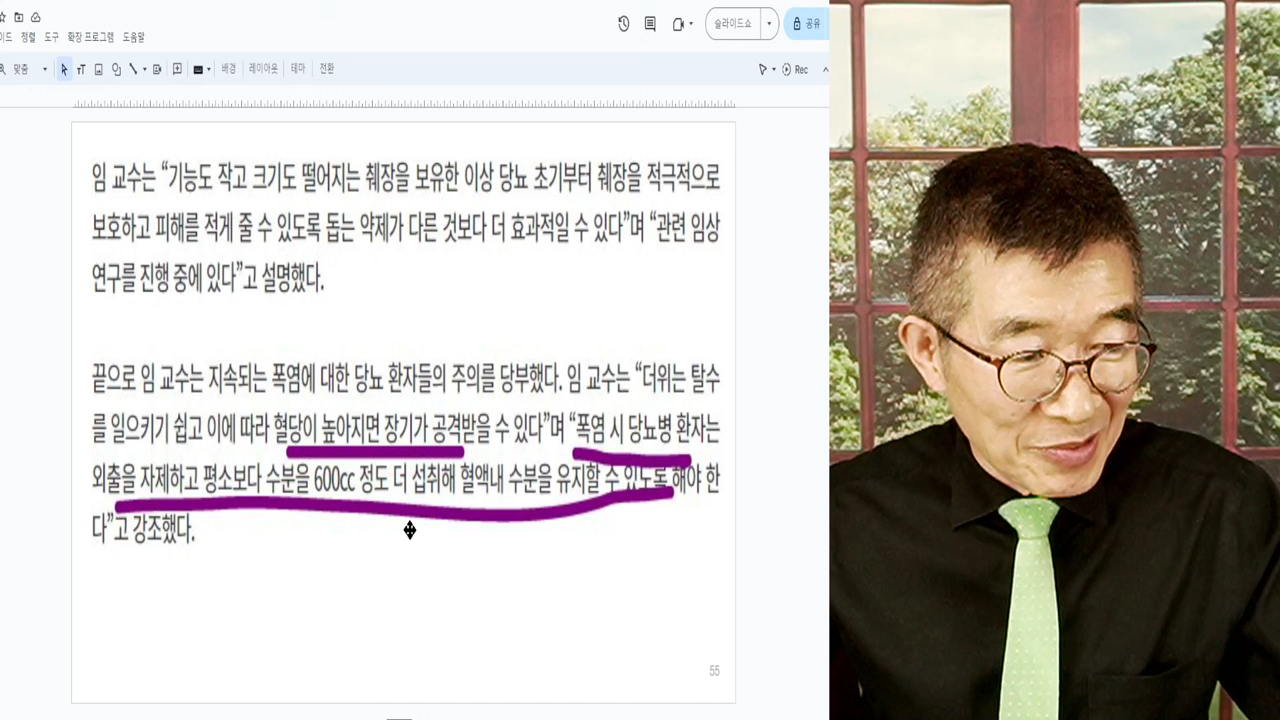 이드 정렬 도구 확장 프로그램 도움말
슬라이드쇼
공유
맞춤
배경 레이아웃 테마 전환
Rec
임 교수는 “기능도 작고 크기도 떨어지는 췌장을 보유한 이상 당뇨 초기부터 췌장을 적극적으로
보호하고 피해를 적게 줄 수 있도록 돕는 약제가 다른 것보다 더 효과적일 수 있다”며 “관련 임상
연구를 진행 중에 있다”고 설명했다.
끝으로 임 교수는 지속되는 폭염에 대한 당뇨 환자들의 주의를 당부했다. 임 교수는 “더위는 탈수
를 일으키기 쉽고 이에 따라 혈당이 높아지면 장기가 공격받을 수 있다”며 “폭염 시 당뇨병 환자는
외출을 자제하고 평소보다 수분을 600cc 정도 더 섭취해 혈액내 수분을 유지할 수 있도록 해야 한
다”고 강조했다.
55